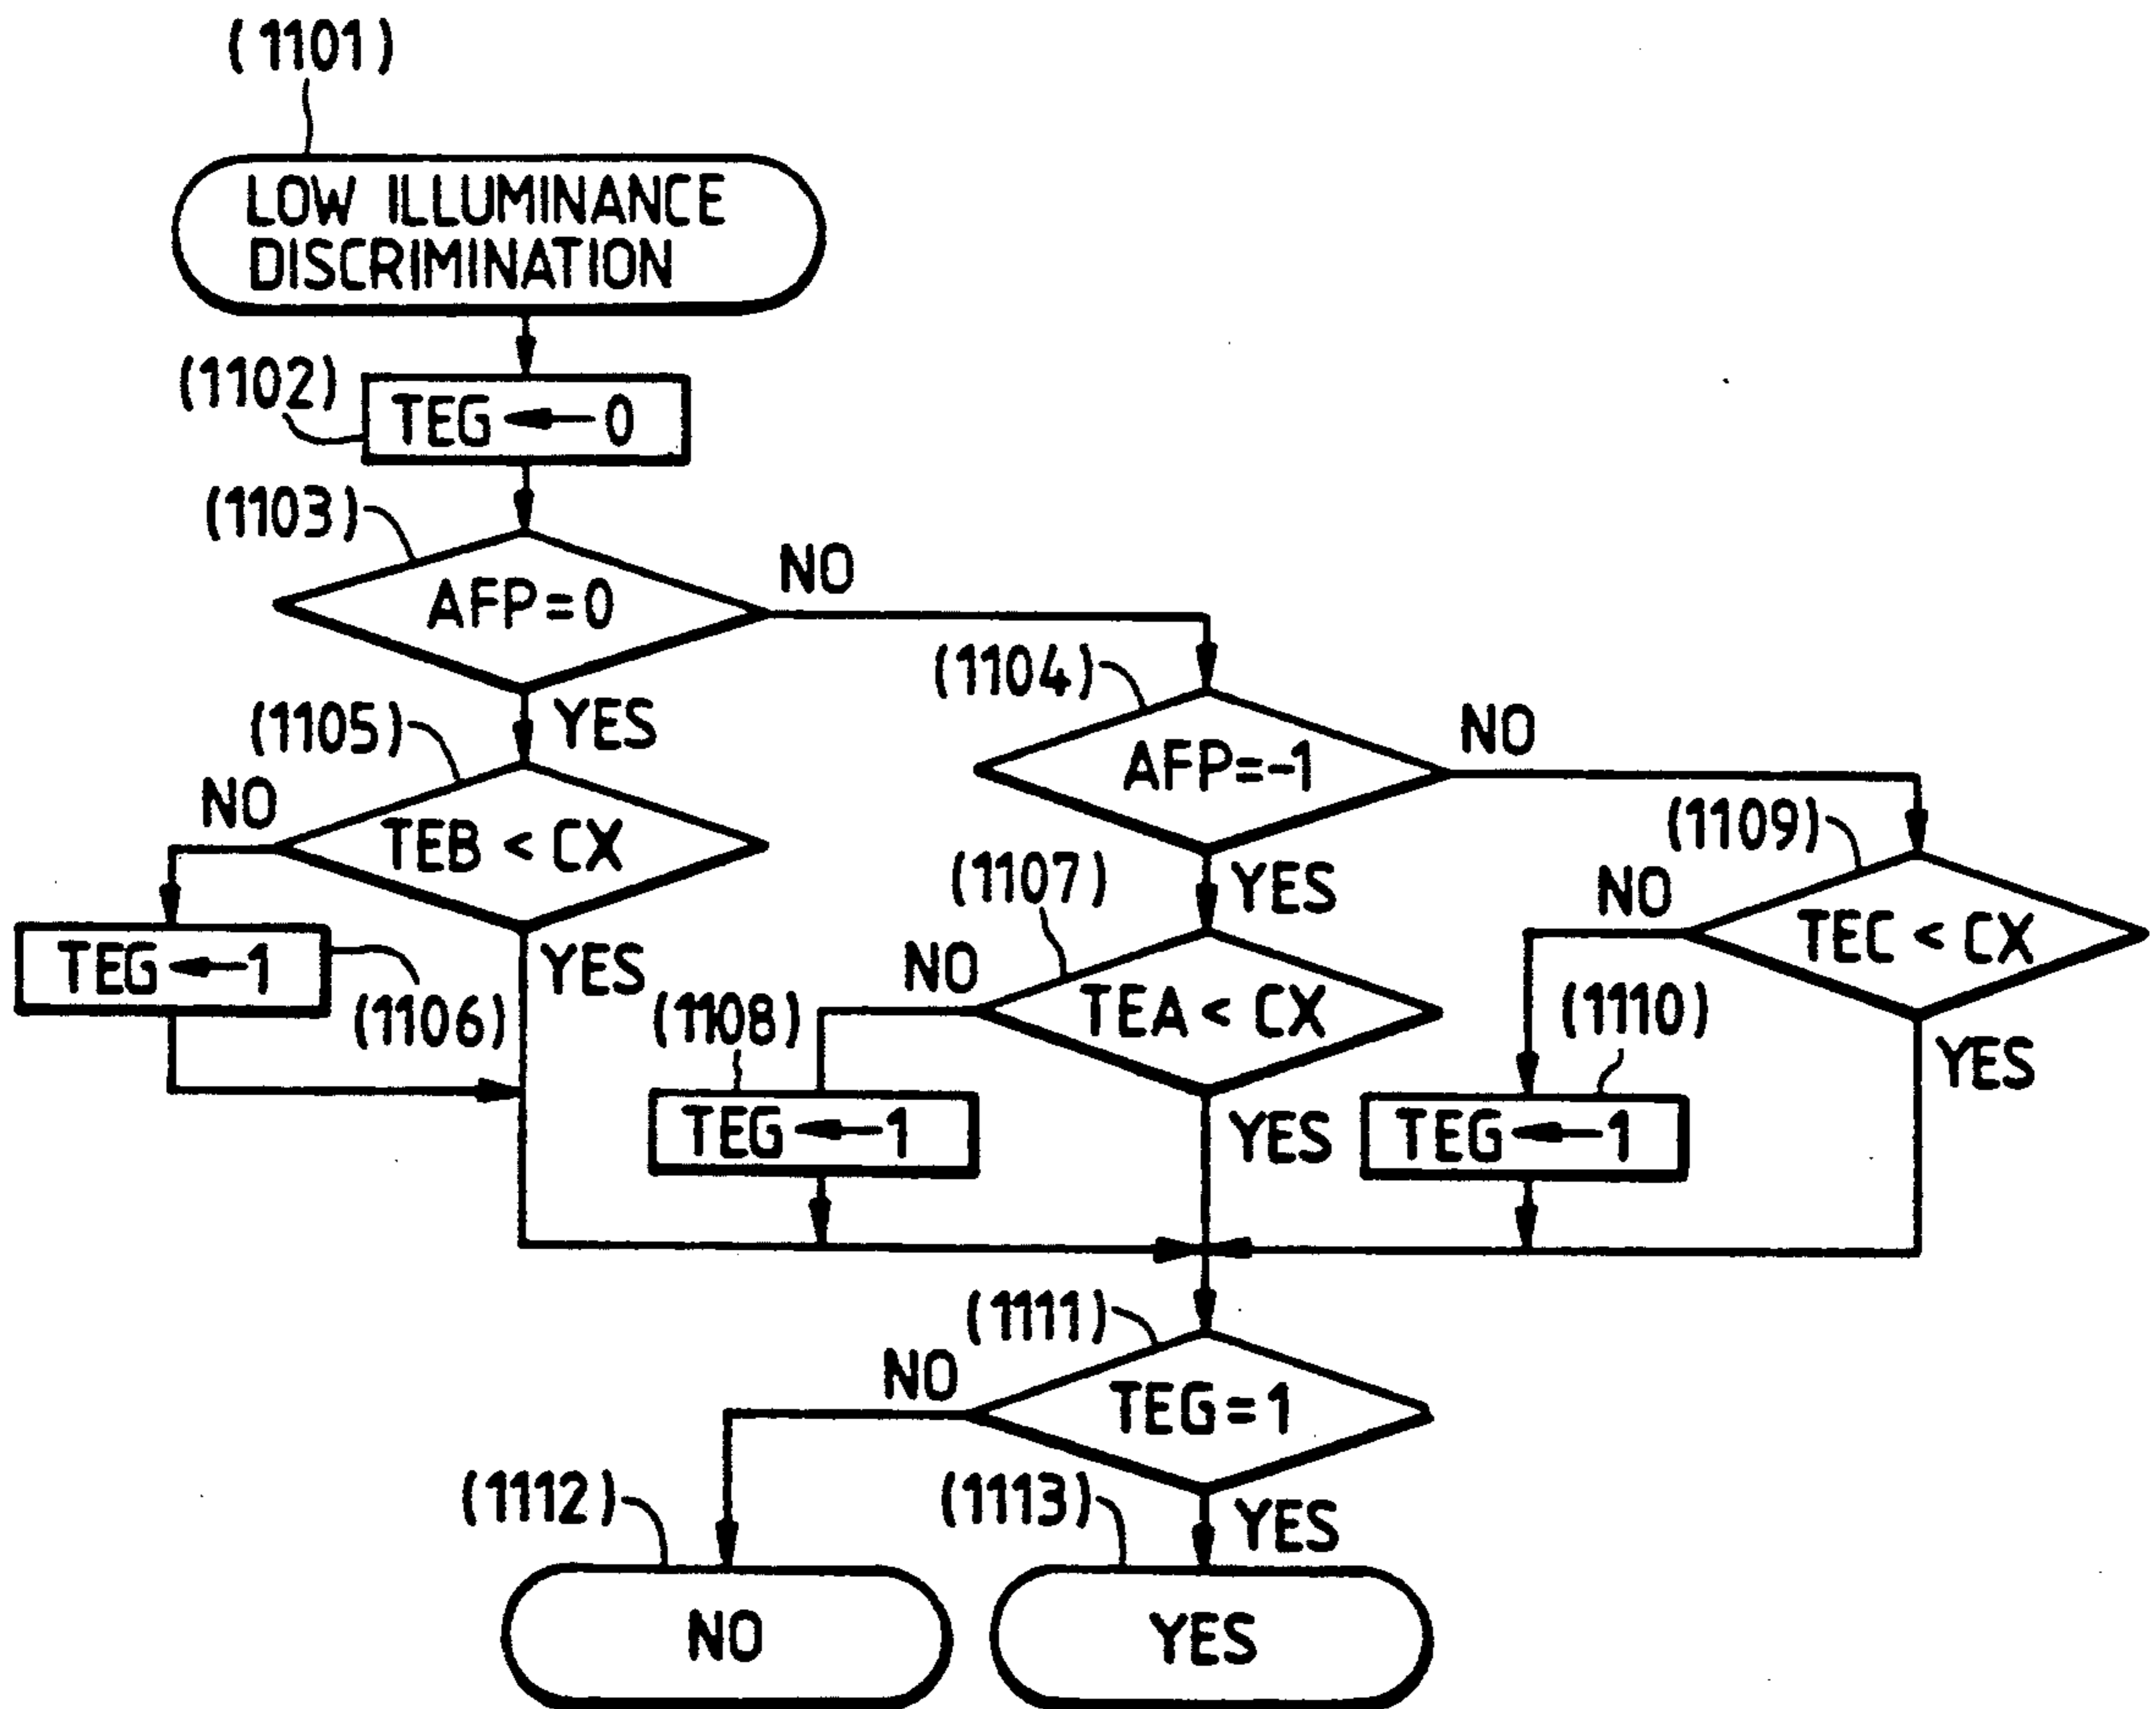 (1101)
LOW ILLUMINANCE
DISCRIMINATION
(1102)
TEG ← 0
(1103)
AFP=0
NO
(1104)
YES
(1105)
AFP=-1
NO
NO
TEB < CX
(1109)
(1107)
YES
NO
TEC < CX
TEG ← 1
YES
(1106)
NO
(1108)
TEA < CX
(1110)
YES
TEG ← 1
YES
TEG ← 1
(1111)
NO
TEG=1
(1112)
(1113)
YES
NO
YES